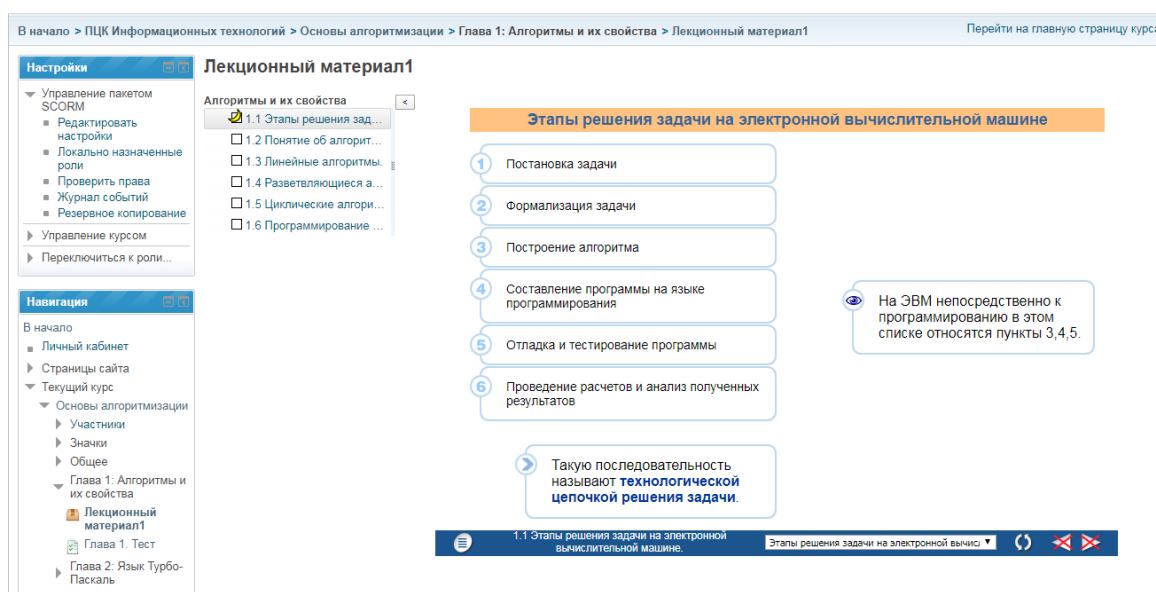 В начало > ПЦК Информационных технологий > Основы алгоритмизации > Глава 1: Алгоритмы и их свойства > Лекционный материал1
Перейти на главную страницу курса
Настройки
Управление пакетом
SCORM
Редактировать
настройки
Локально назначенные
роли
Проверить права
Журнал событий
Резервное копирование
Управление курсом
Переключиться к роли...
Навигация
В начало
Личный кабинет
Страницы сайта
Текущий курс
Основы алгоритмизации
Участники
Значки
Общее
Глава 1: Алгоритмы и
их свойства
Лекционный
материал1
Глава 1. Тест
Глава 2: Язык Турбо-
Паскаль
Лекционный материал1
Алгоритмы и их свойства
<
1.1 Этапы решения зад...
1.2 Понятие об алгорит...
1.3 Линейные алгоритмы.
1.4 Разветвляющиеся а...
1.5 Циклические алгори...
1.6 Программирование ...
Этапы решения задачи на электронной вычислительной машине
1 Постановка задачи
2 Формализация задачи
3 Построение алгоритма
4 Составление программы на языке
программирования
5 Отладка и тестирование программы
6 Проведение расчетов и анализ полученных
результатов
На ЭВМ непосредственно к
программированию в этом
списке относятся пункты 3,4,5.
Такую последовательность
называют технологической
цепочкой решения задачи.
1.1 Этапы решения задачи на электронной
вычислительной машине.
Этапы решения задачи на электронной вычис